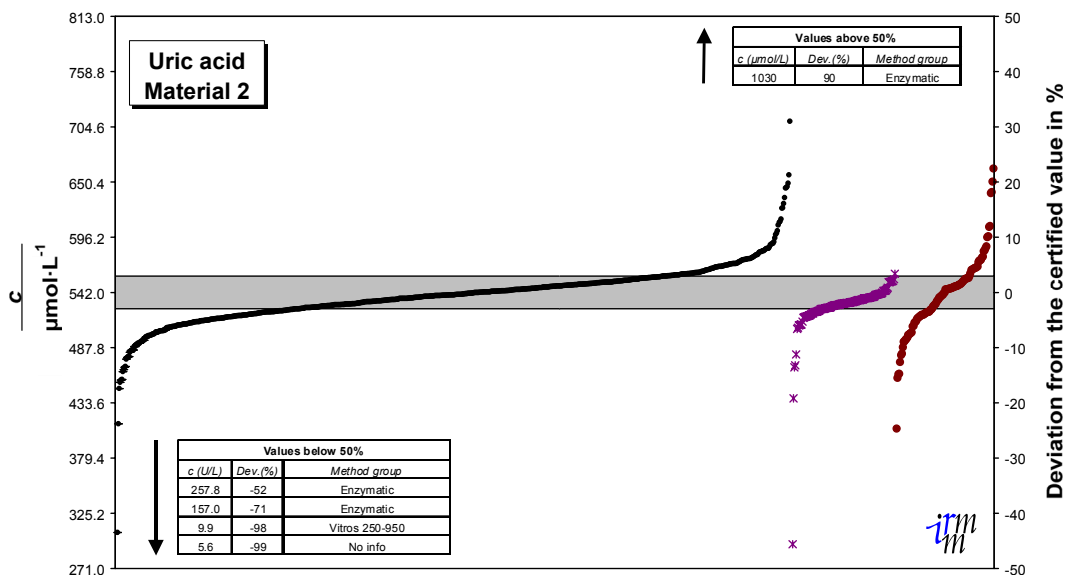 813.0
758.8
704.6
650.4
596.2
542.0
487.8
433.6
379.4
325.2
271.0
c
µmol·L⁻¹
Uric acid
Material 2
Values above 50%
c (µmol/L) Dev.(%) Method group
1030 90 Enzymatic
Values below 50%
c (U/L) Dev.(%) Method group
257.8 -52 Enzymatic
157.0 -71 Enzymatic
9.9 -98 Vitros 250-950
5.6 -99 No info
50
40
30
20
10
0
-10
-20
-30
-40
-50
Deviation from the certified value in %
irmm